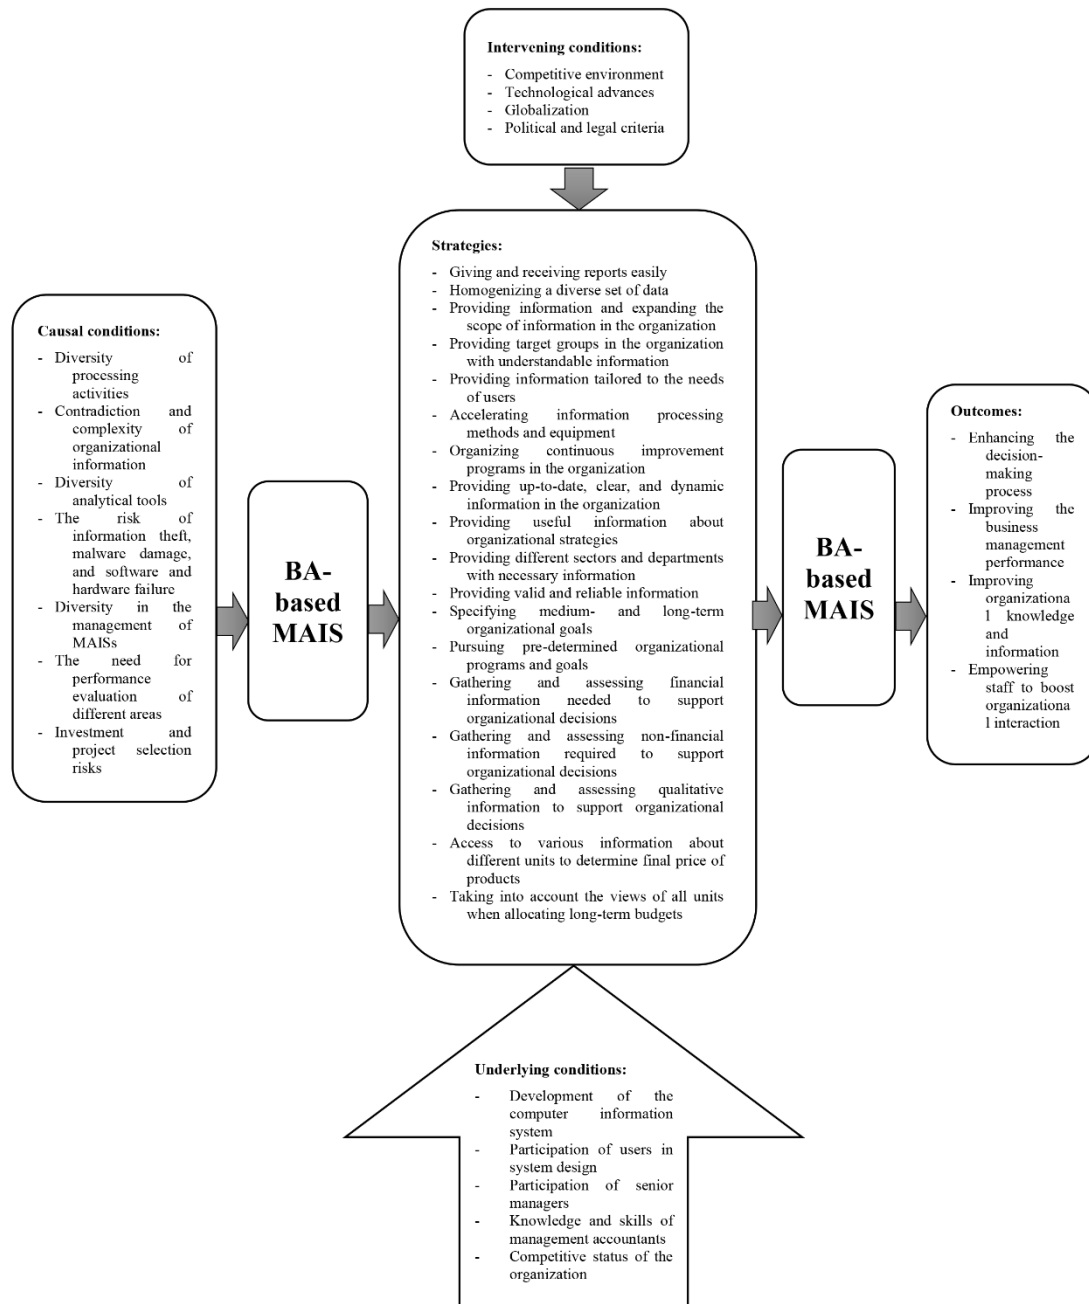 Intervening conditions:
- Competitive environment
- Technological advances
- Globalization
- Political and legal criteria
Causal conditions:
- Diversity of
processing
activities
- Contradiction and
complexity of
organizational
information
- Diversity of
analytical tools
- The risk of
information theft,
malware damage,
and software and
hardware failure
- Diversity in the
management of
MAISs
- The need for
performance
evaluation of
different areas
- Investment and
project selection
risks
BA-
based
MAIS
Strategies:
- Giving and receiving reports easily
- Homogenizing a diverse set of data
- Providing information and expanding the
scope of information in the organization
- Providing target groups in the organization
with understandable information
- Providing information tailored to the needs
of users
- Accelerating information processing
methods and equipment
- Organizing continuous improvement
programs in the organization
- Providing up-to-date, clear, and dynamic
information in the organization
- Providing useful information about
organizational strategies
- Providing different sectors and departments
with necessary information
- Providing valid and reliable information
- Specifying medium- and long-term
organizational goals
- Pursuing pre-determined organizational
programs and goals
- Gathering and assessing financial
information needed to support
organizational decisions
- Gathering and assessing non-financial
information required to support
organizational decisions
- Gathering and assessing qualitative
information to support organizational
decisions
- Access to various information about
different units to determine final price of
products
- Taking into account the views of all units
when allocating long-term budgets
BA-
based
MAIS
Outcomes:
- Enhancing the
decision-
making
process
- Improving the
business
management
performance
- Improving
organizationa
l knowledge
and
information
- Empowering
staff to boost
organizationa
l interaction
Underlying conditions:
- Development of the
computer information
system
- Participation of users in
system design
- Participation of senior
managers
- Knowledge and skills of
management accountants
- Competitive status of the
organization